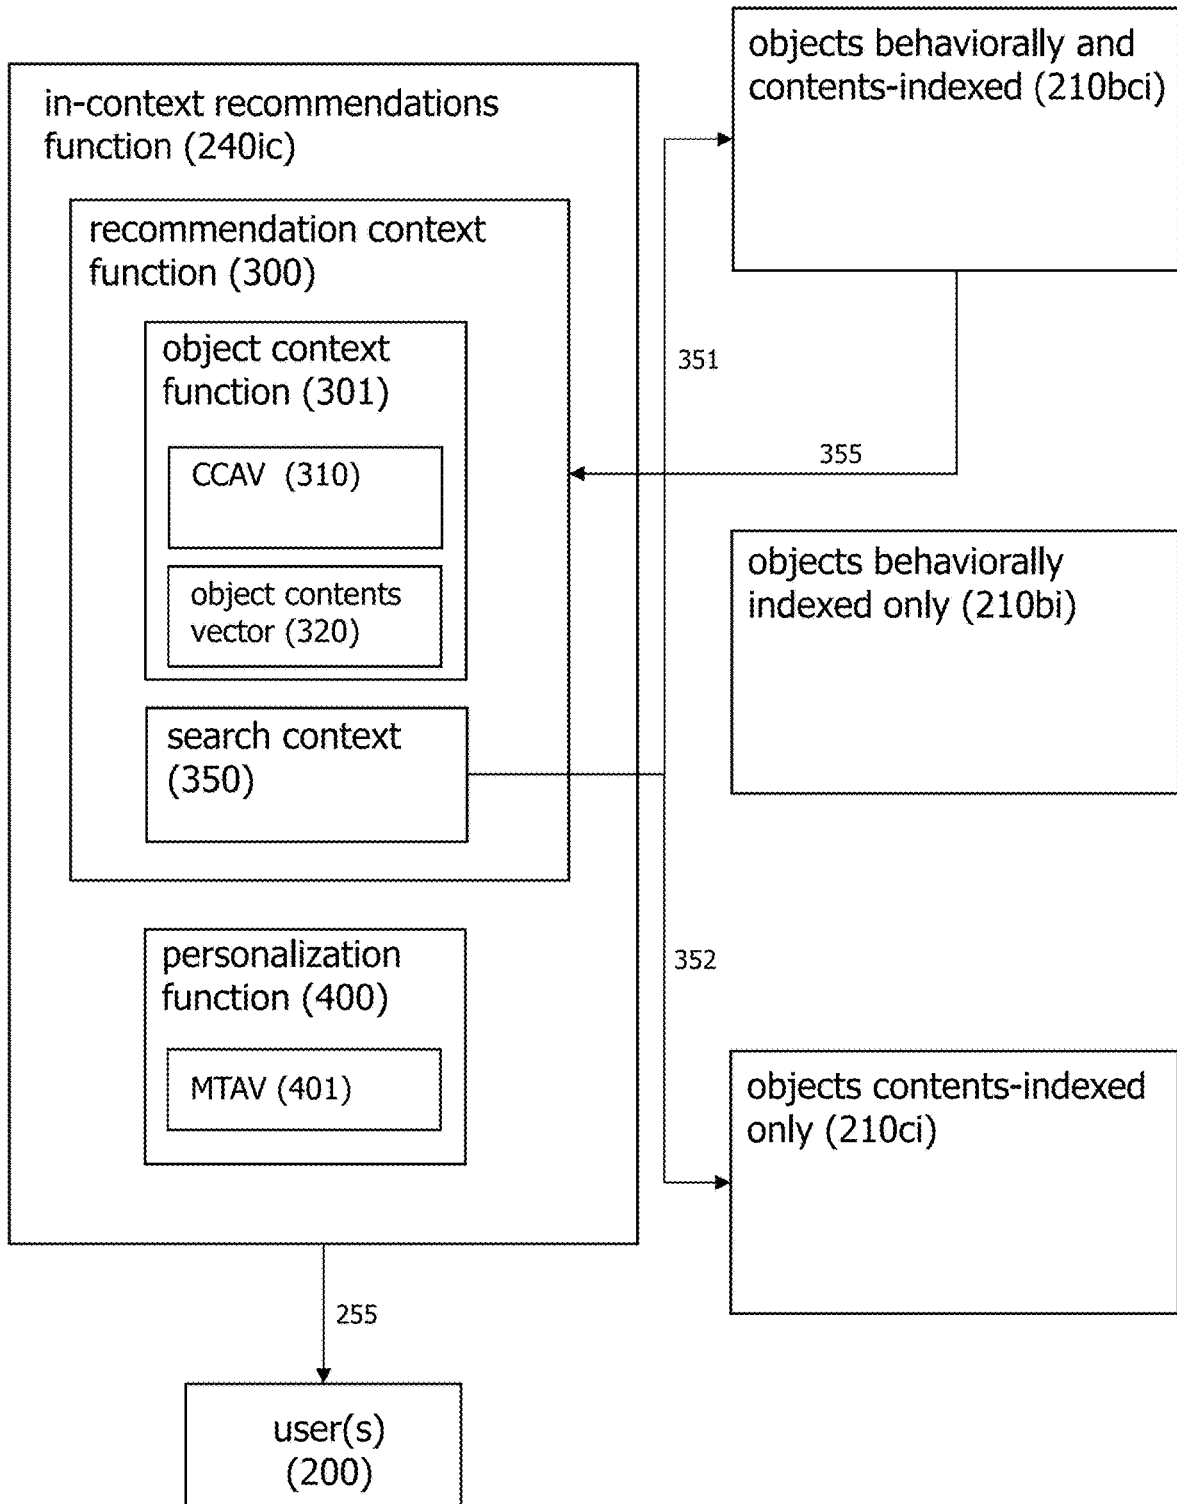 objects behaviorally and
contents-indexed (210bci)
in-context recommendations
function (240ic)
recommendation context
function (300)
object context
function (301)
351
355
CCAV (310)
objects behaviorally
indexed only (210bi)
object contents
vector (320)
search context
(350)
personalization
function (400)
352
MTAV (401)
objects contents-indexed
only (210ci)
255
user(s)
(200)